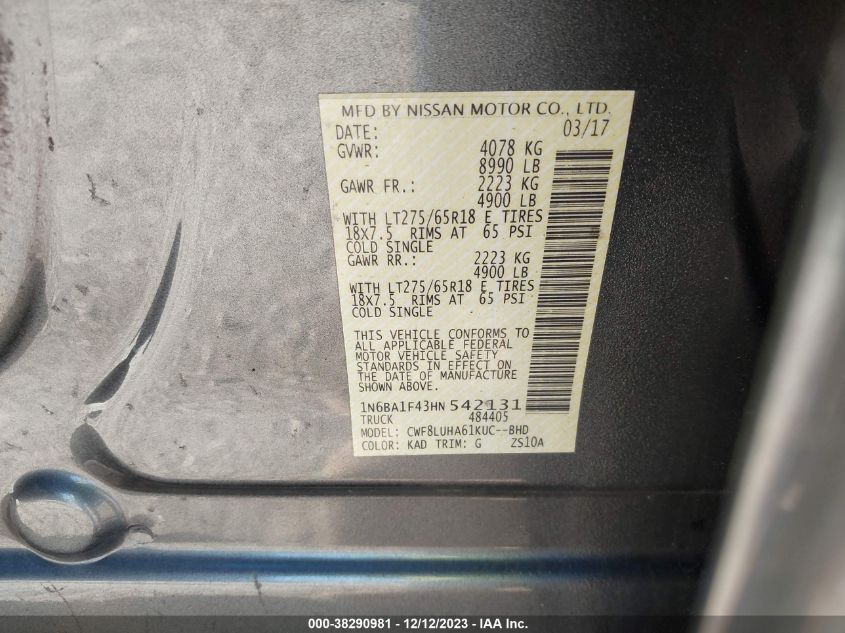 MFD BY NISSAN MOTOR CO., LTD.
DATE: 03/17
GVWR: 4078 KG
8990 LB
GAWR FR.: 2223 KG
4900 LB
WITH LT275/65R18 E TIRES
18X7.5 RIMS AT 65 PSI
COLD SINGLE
GAWR RR.: 2223 KG
4900 LB
WITH LT275/65R18 E TIRES
18X7.5 RIMS AT 65 PSI
COLD SINGLE
THIS VEHICLE CONFORMS TO
ALL APPLICABLE FEDERAL
MOTOR VEHICLE SAFETY
STANDARDS IN EFFECT ON
THE DATE OF MANUFACTURE
SHOWN ABOVE.
1N6BA1F43HN 542131
TRUCK 484405
MODEL: CWF8LUHA61KUC--BHD
COLOR: KAD TRIM: G ZS10A
000-38290981 - 12/12/2023 - IAA Inc.